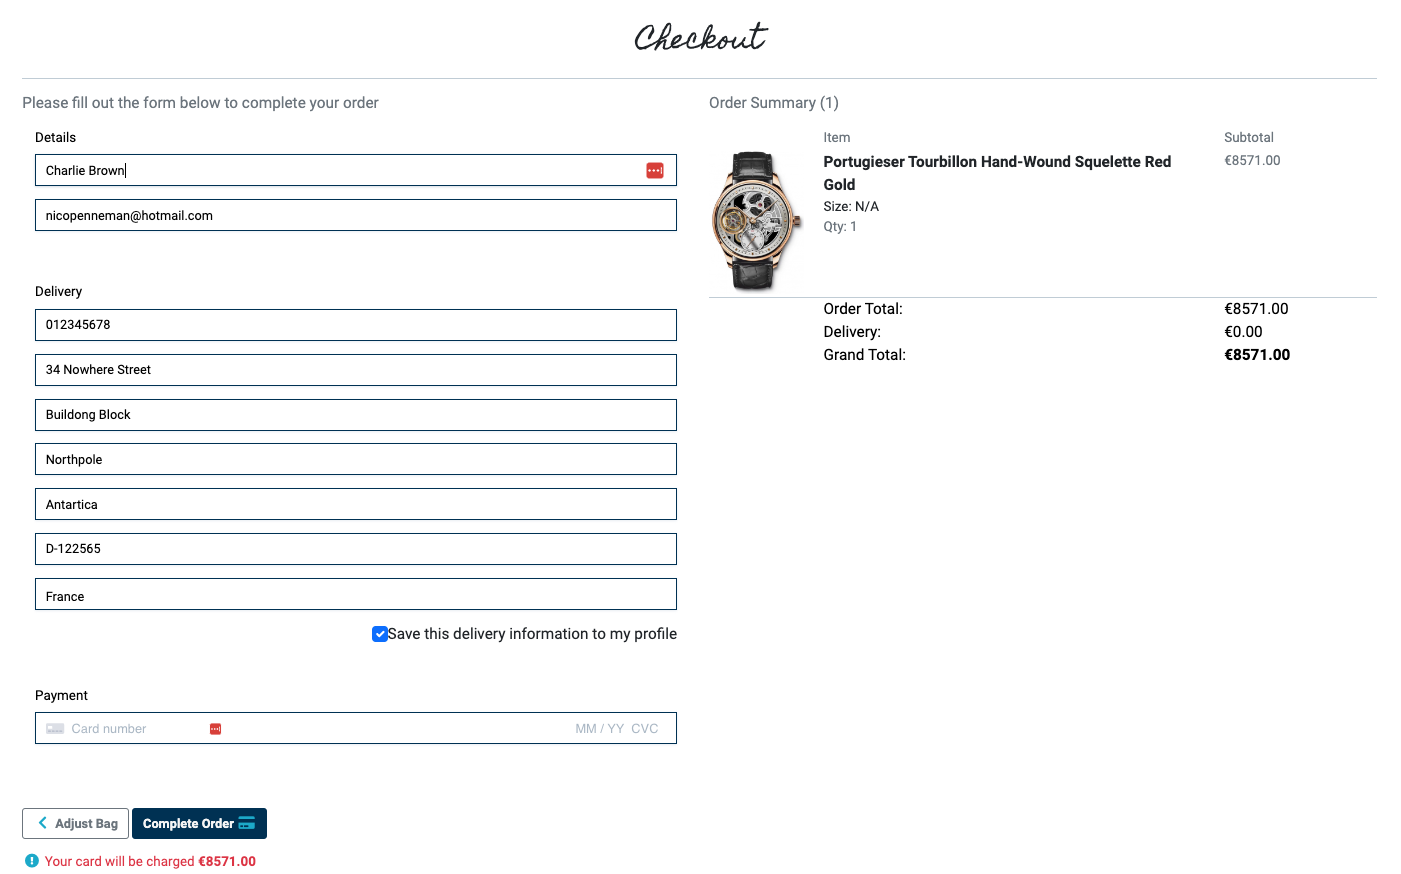 Checkout
Please fill out the form below to complete your order
Details
Charlie Brown
nicopenneman@hotmail.com
Delivery
012345678
34 Nowhere Street
Buildong Block
Northpole
Antartica
D-122565
France
Save this delivery information to my profile
Payment
Card number MM / YY CVC
Adjust Bag Complete Order
Your card will be charged €8571.00
Order Summary (1)
Item Subtotal
Portugieser Tourbillon Hand-Wound Squelette Red €8571.00
Gold
Size: N/A
Qty: 1
Order Total: €8571.00
Delivery: €0.00
Grand Total: €8571.00